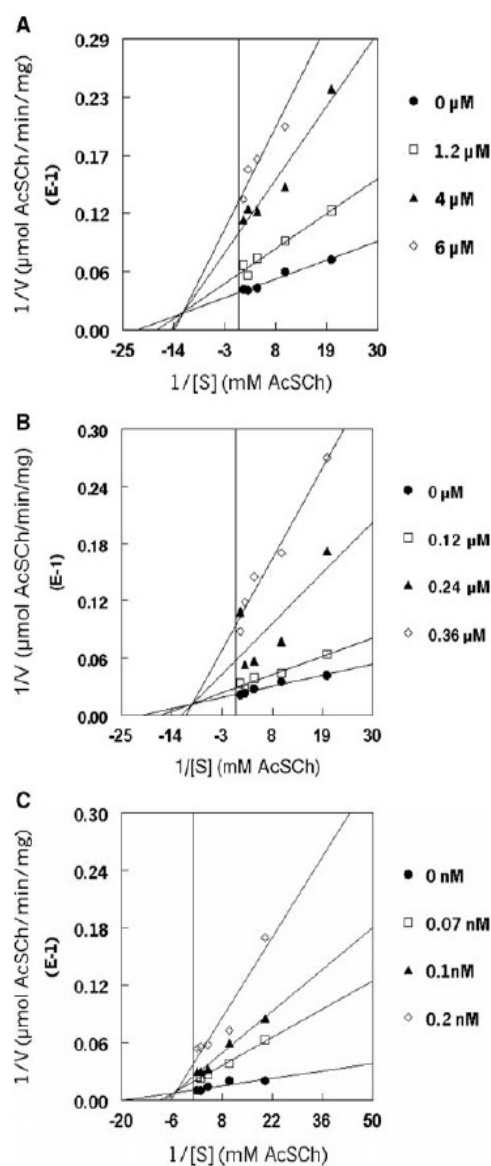 A
0.29
0.23
0.17
0.12
0.06
0.00
-25 -14 -3 8 19 30
1/V (µmol AcSCh/min/mg)
(E-1)
1/[S] (mM AcSCh)
0 µM
1.2 µM
4 µM
6 µM
B
0.30
0.24
0.18
0.12
0.06
0.00
-25 -14 -3 8 19 30
1/V (µmol AcSCh/min/mg)
(E-1)
1/[S] (mM AcSCh)
0 µM
0.12 µM
0.24 µM
0.36 µM
C
0.30
0.24
0.18
0.12
0.06
0.00
-20 -6 8 22 36 50
1/V (µmol AcSCh/min/mg)
(E-1)
1/[S] (mM AcSCh)
0 nM
0.07 nM
0.1nM
0.2 nM